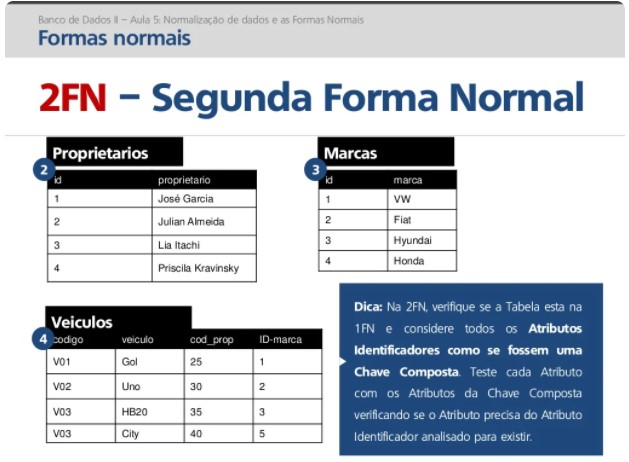 Banco de Dados II – Aula 5: Normalização de dados e as Formas Normais
Formas normais
2FN – Segunda Forma Normal
Proprietarios
2
id proprietario
1 José Garcia
2 Julian Almeida
3 Lia Itachi
4 Priscila Kravinsky
Marcas
3
id marca
1 VW
2 Fiat
3 Hyundai
4 Honda
Veiculos
4
codigo veiculo cod_prop ID-marca
V01 Gol 25 1
V02 Uno 30 2
V03 HB20 35 3
V03 City 40 5
Dica: Na 2FN, verifique se a Tabela esta na
1FN e considere todos os Atributos
Identificadores como se fossem uma
Chave Composta. Teste cada Atributo
com os Atributos da Chave Composta
verificando se o Atributo precisa do Atributo
Identificador analisado para existir.